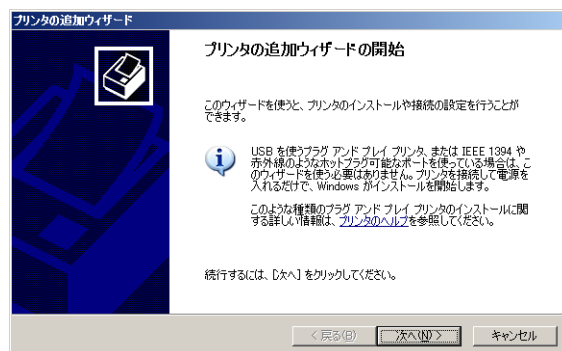 プリンタの追加ウィザード
プリンタの追加ウィザードの開始
このウィザードを使うと、プリンタのインストールや接続の設定を行うことが
できます。
USB を使うプラグ アンド プレイ プリンタ、または IEEE 1394 や
赤外線のようなホットプラグ可能なポートを使っている場合は、こ
のウィザードを使う必要はありません。プリンタを接続して電源を
入れるだけで、Windows がインストールを開始します。
このような種類のプラグ アンド プレイ プリンタのインストールに関
する詳しい情報は、プリンタのヘルプを参照してください。
続行するには、[次へ] をクリックしてください。
< 戻る(B)
次へ(N) >
キャンセル